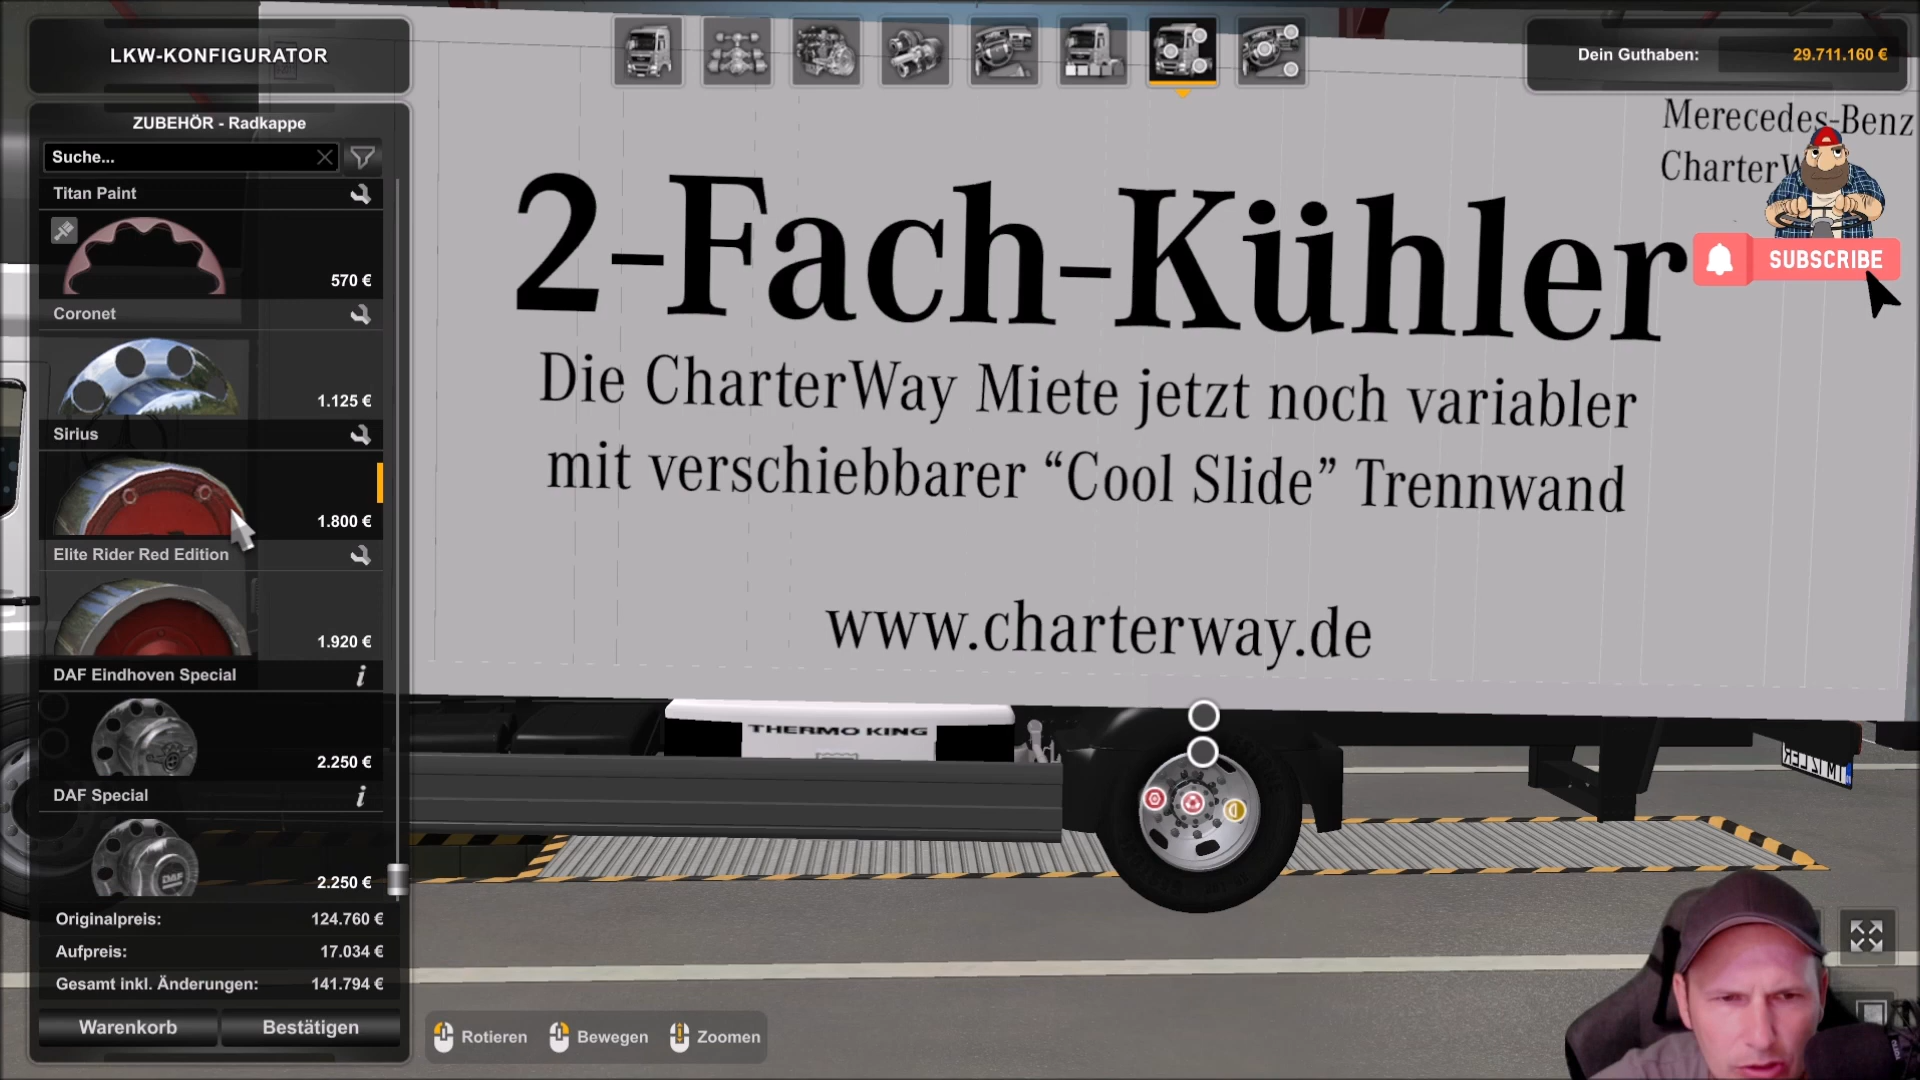 LKW-KONFIGURATOR
Dein Guthaben:
29.711.160 €
ZUBEHÖR - Radkappe
Suche...
Titan Paint
570 €
Coronet
1.125 €
Sirius
1.800 €
Elite Rider Red Edition
1.920 €
DAF Eindhoven Special
2.250 €
DAF Special
DAF
2.250 €
Originalpreis:
124.760 €
Aufpreis:
17.034 €
Gesamt inkl. Änderungen:
141.794 €
Warenkorb
Bestätigen
Rotieren
Bewegen
Zoomen
Merecedes-Benz
CharterW
SUBSCRIBE
2-Fach-Kühler
Die CharterWay Miete jetzt noch variabler
mit verschiebbarer “Cool Slide” Trennwand
www.charterway.de
THERMO KING